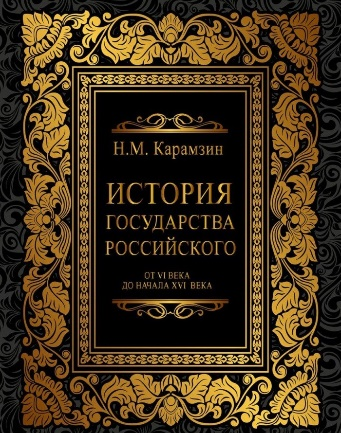 Н.М. Карамзин
ИСТОРИЯ
ГОСУДАРСТВА
РОССИЙСКОГО
ОТ VI ВЕКА
ДО НАЧАЛА XVI ВЕКА